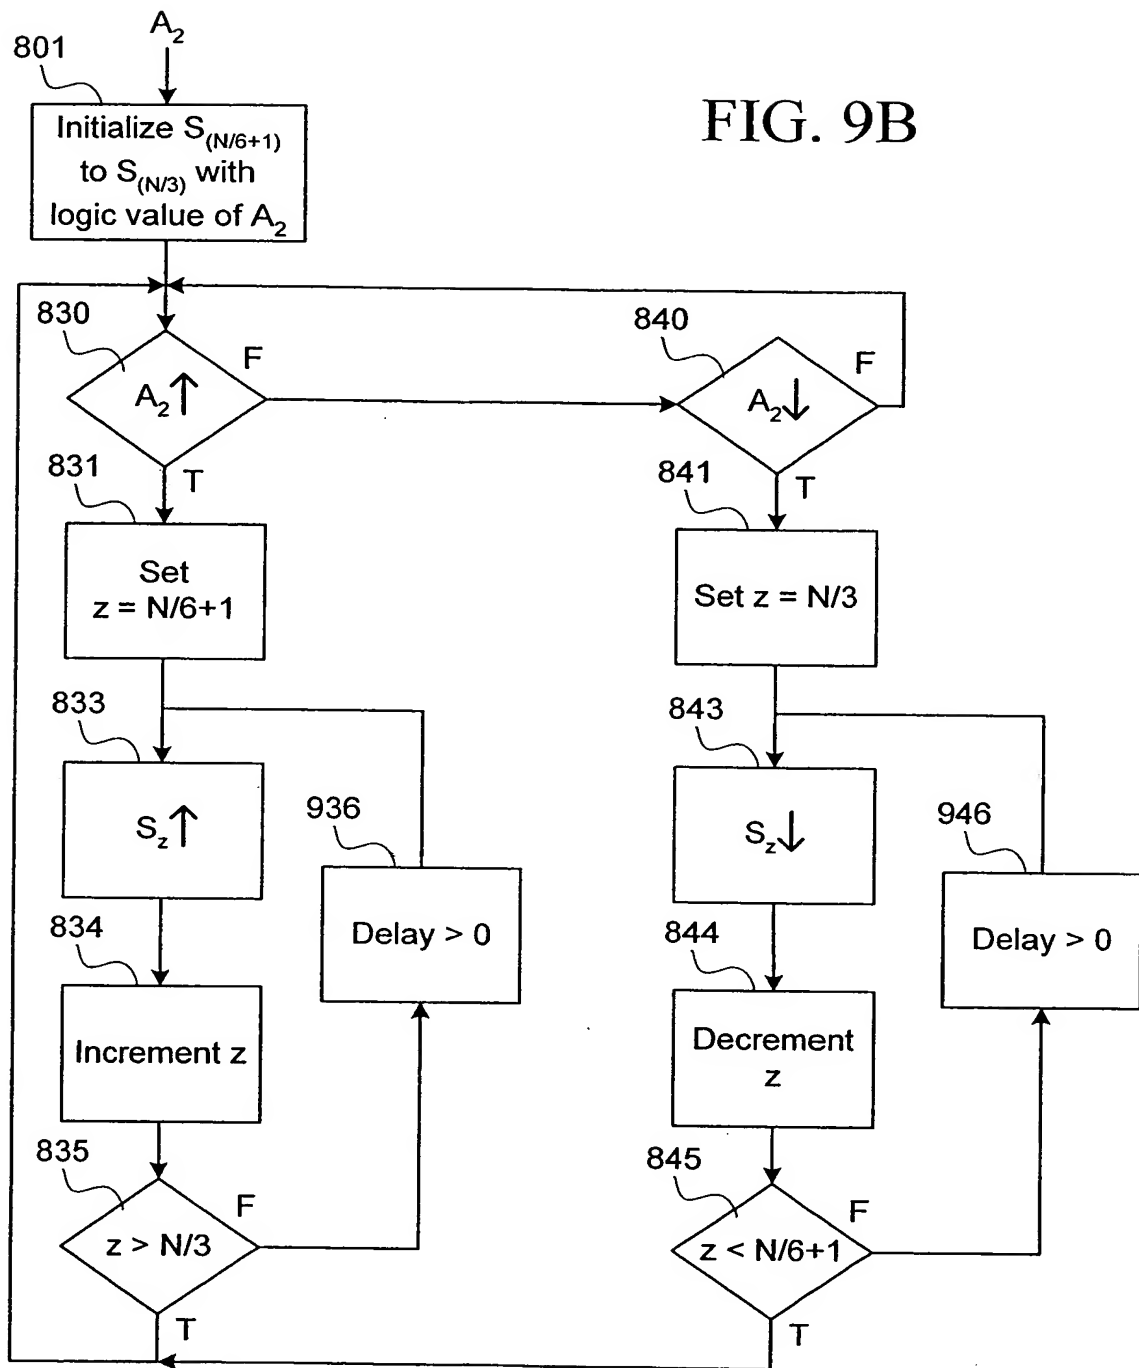 A₂
801
FIG. 9B
Initialize S₍N/6+1₎
to S₍N/3₎ with
logic value of A₂
830
840
F
F
A₂↑
A₂↓
831
T
841
T
Set
z = N/6+1
Set z = N/3
833
843
S_z↑
936
S_z↓
946
834
Delay > 0
844
Delay > 0
Increment z
Decrement
z
835
845
F
F
z > N/3
z < N/6+1
T
T